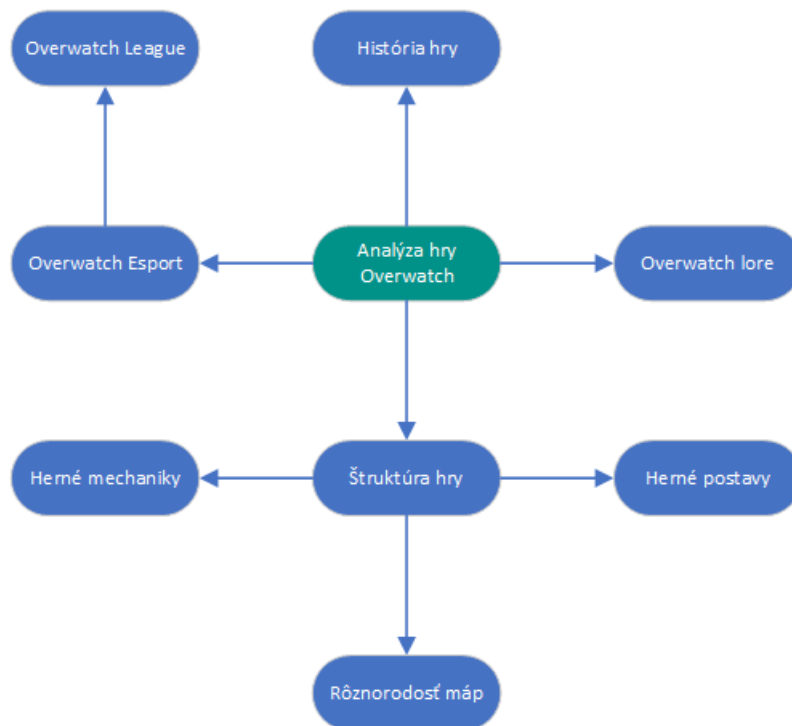 Overwatch League
História hry
Overwatch Esport
Analýza hry
Overwatch
Overwatch lore
Herné mechaniky
Štruktúra hry
Herné postavy
Rôznorodosť máp